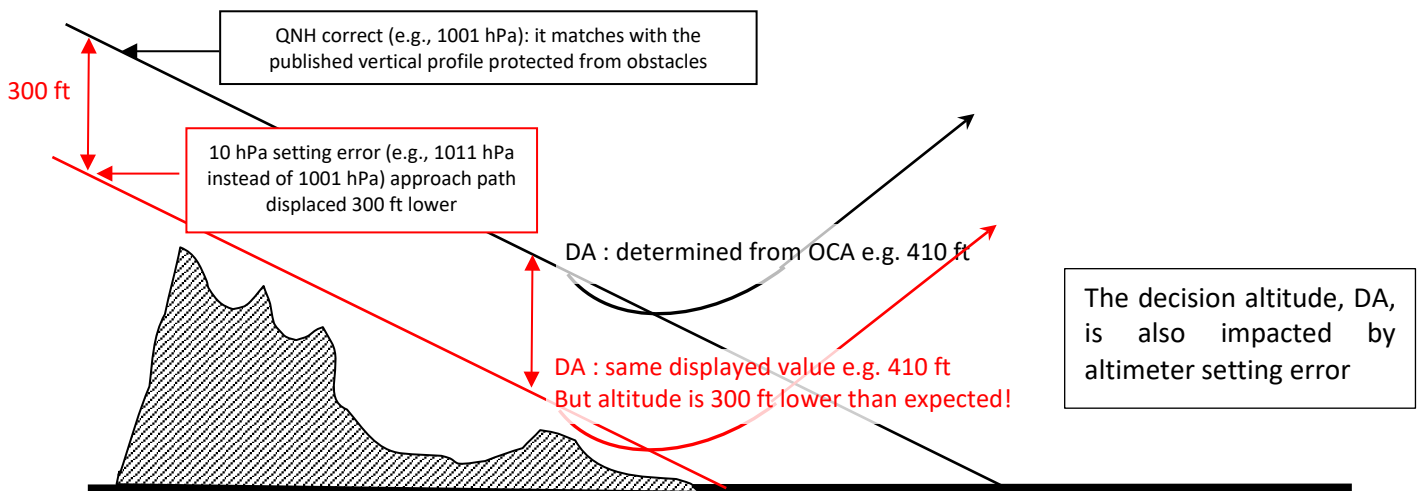 QNH correct (e.g., 1001 hPa): it matches with the
published vertical profile protected from obstacles
300 ft
10 hPa setting error (e.g., 1011 hPa
instead of 1001 hPa) approach path
displaced 300 ft lower
DA : determined from OCA e.g. 410 ft
The decision altitude, DA,
is also impacted by
altimeter setting error
DA : same displayed value e.g. 410 ft
But altitude is 300 ft lower than expected!